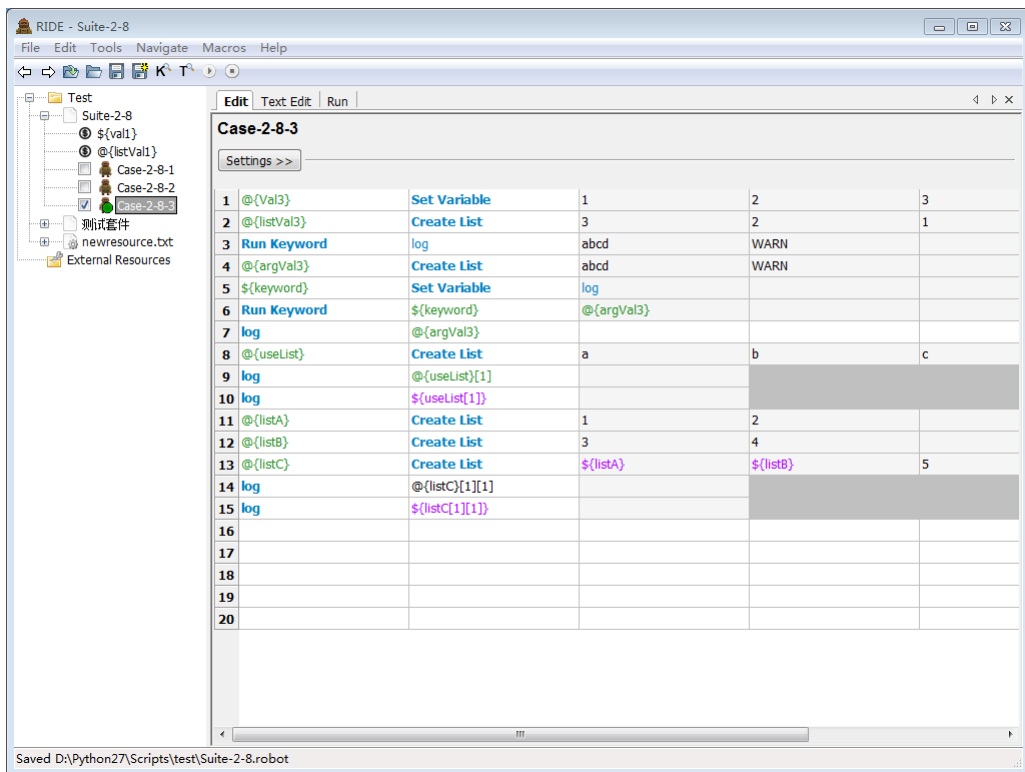 RIDE - Suite-2-8
File Edit Tools Navigate Macros Help
Test
Suite-2-8
${val1}
@{listVal1}
Case-2-8-1
Case-2-8-2
Case-2-8-3
测试套件
newresource.txt
External Resources
Edit Text Edit Run
Case-2-8-3
Settings >>
1 @{Val3} Set Variable 1 2 3
2 @{listVal3} Create List 3 2 1
3 Run Keyword log abcd WARN
4 @{argVal3} Create List abcd WARN
5 ${keyword} Set Variable log
6 Run Keyword ${keyword} @{argVal3}
7 log @{argVal3}
8 @{useList} Create List a b c
9 log @{useList}[1]
10 log ${useList[1]}
11 @{listA} Create List 1 2
12 @{listB} Create List 3 4
13 @{listC} Create List ${listA} ${listB} 5
14 log @{listC}[1][1]
15 log ${listC[1][1]}
16
17
18
19
20
Saved D:\Python27\Scripts\test\Suite-2-8.robot